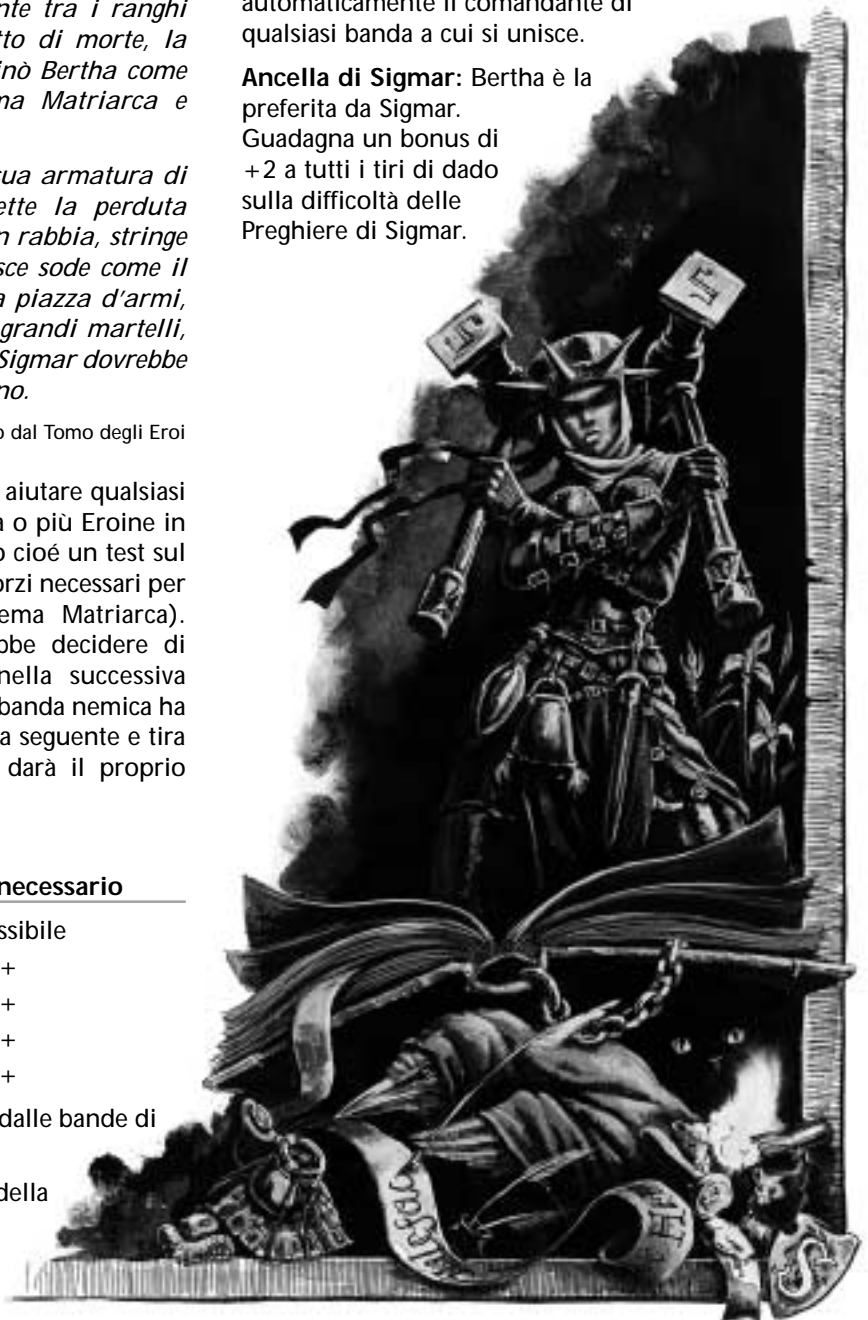 nte tra i ranghi
tto di morte, la
inò Bertha come
ma Matriarca e
sua armatura di
ette la perduta
n rabbia, stringe
sce sode come il
a piazza d'armi,
grandi martelli,
Sigmar dovrebbe
no.
o dal Tomo degli Eroi
aiutare qualsiasi
a o più Eroine in
o cioé un test sul
orzi necessari per
ema Matriarca).
bbe decidere di
nella successiva
banda nemica ha
a seguente e tira
darà il proprio
necessario
ssibile
+
+
+
+
dalle bande di
della
automaticamente il comandante di
qualsiasi banda a cui si unisce.
Ancella di Sigmar: Bertha è la
preferita da Sigmar.
Guadagna un bonus di
+2 a tutti i tiri di dado
sulla difficoltà delle
Preghiere di Sigmar.
S